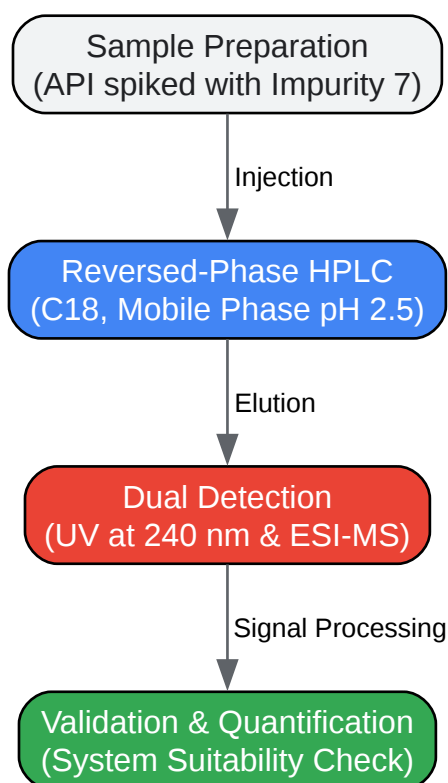 Sample Preparation
(API spiked with Impurity 7)
Injection
Reversed-Phase HPLC
(C18, Mobile Phase pH 2.5)
Elution
Dual Detection
(UV at 240 nm & ESI-MS)
Signal Processing
Validation & Quantification
(System Suitability Check)